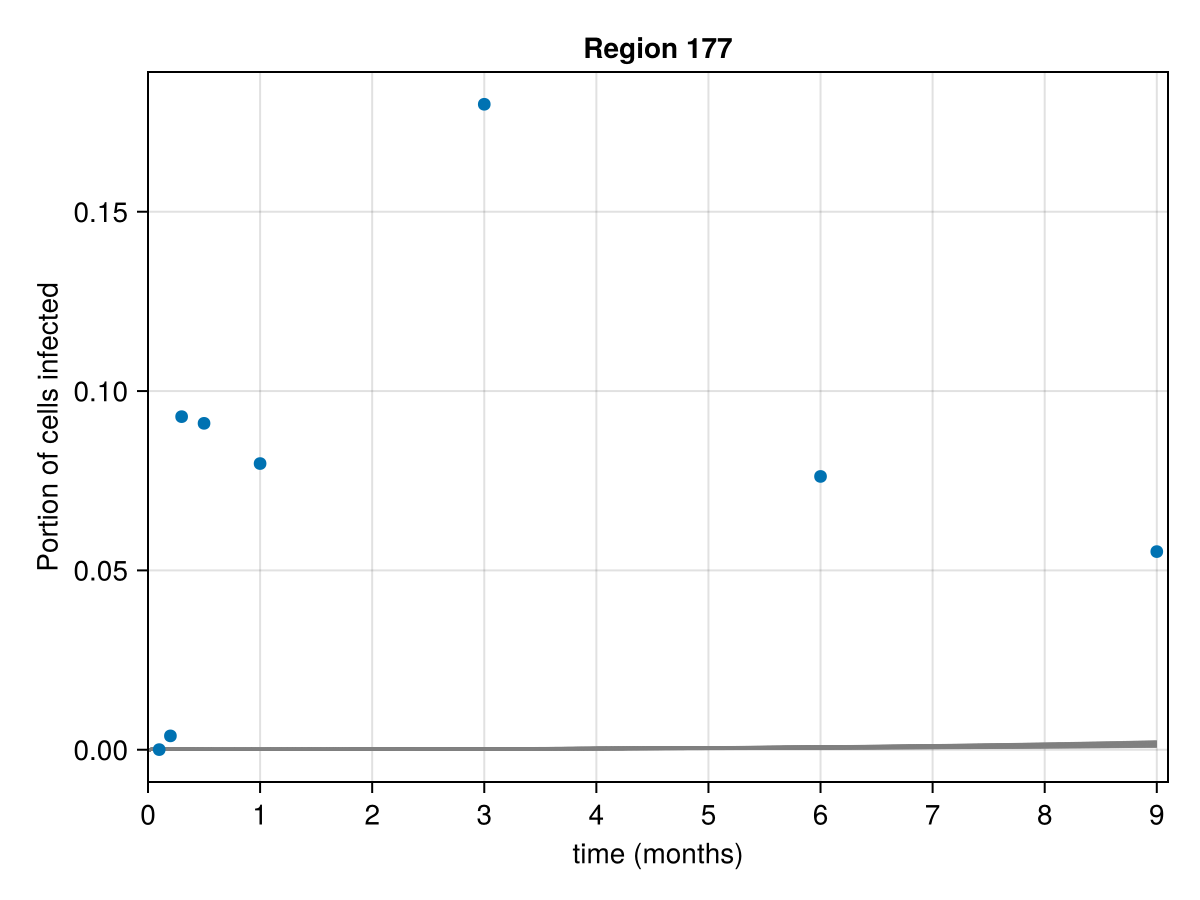 Region 177
Portion of cells infected
0.15
0.10
0.05
0.00
0 1 2 3 4 5 6 7 8 9
time (months)